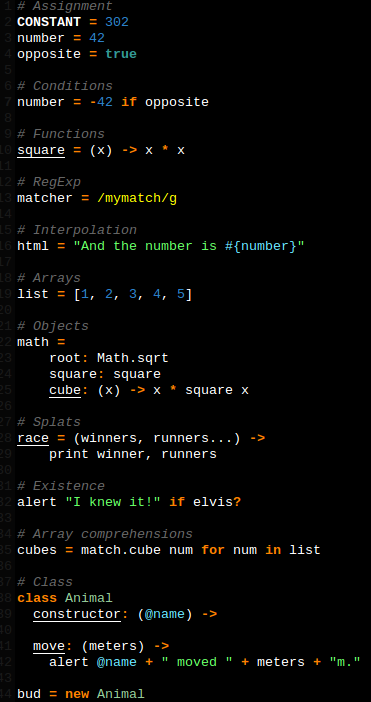 1 # Assignment
2 CONSTANT = 302
3 number = 42
4 opposite = true
5
6 # Conditions
7 number = -42 if opposite
8
9 # Functions
10 square = (x) -> x * x
11
12 # RegExp
13 matcher = /mymatch/g
14
15 # Interpolation
16 html = "And the number is #{number}"
17
18 # Arrays
19 list = [1, 2, 3, 4, 5]
20
21 # Objects
22 math =
23     root: Math.sqrt
24     square: square
25     cube: (x) -> x * square x
26
27 # Splats
28 race = (winners, runners...) ->
29     print winner, runners
30
31 # Existence
32 alert "I knew it!" if elvis?
33
34 # Array comprehensions
35 cubes = match.cube num for num in list
36
37 # Class
38 class Animal
39   constructor: (@name) ->
40
41   move: (meters) ->
42     alert @name + " moved " + meters + "m."
43
44 bud = new Animal